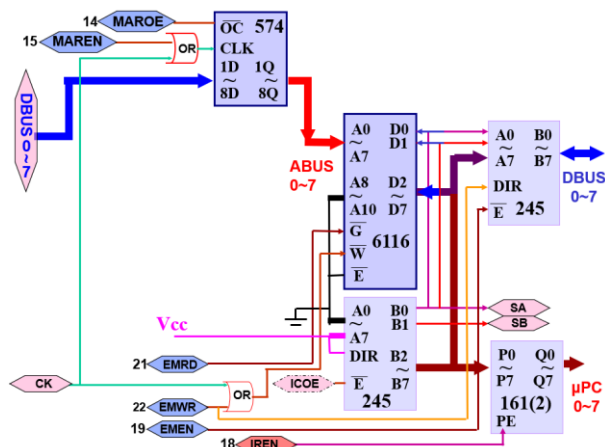 14 MAROE
15 MAREN
OR
OC 574
CLK
1D 1Q
~ ~
8D 8Q
DBUS 0~7
ABUS
0~7
A0 D0
~ D1
A7
A8 D2
~ ~
A10 D7
G
W 6116
E
A0 B0
~ ~
A7 B7
DIR
E 245
DBUS
0~7
SA
SB
Vcc
A0 B0
~ B1
A7
DIR B2
~
E B7
245
21 EMRD
CK
OR
ICOE
22 EMWR
19 EMEN
18 IREN
P0 Q0
~ ~
P7 Q7
161(2)
PE
μPC
0~7